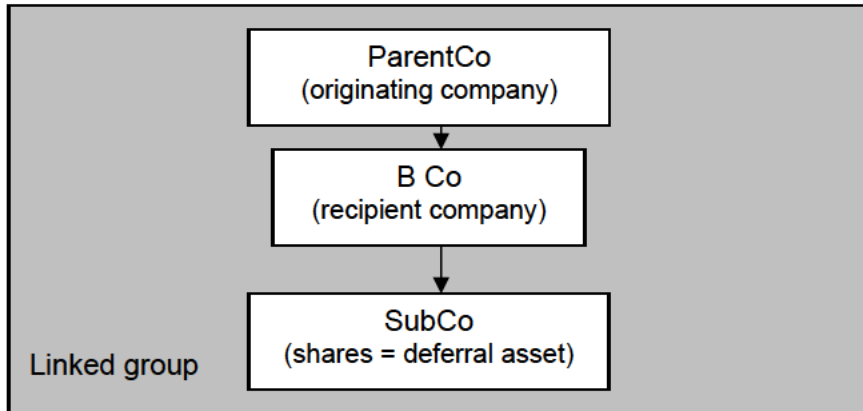 ParentCo
(originating company)
B Co
(recipient company)
SubCo
(shares = deferral asset)
Linked group